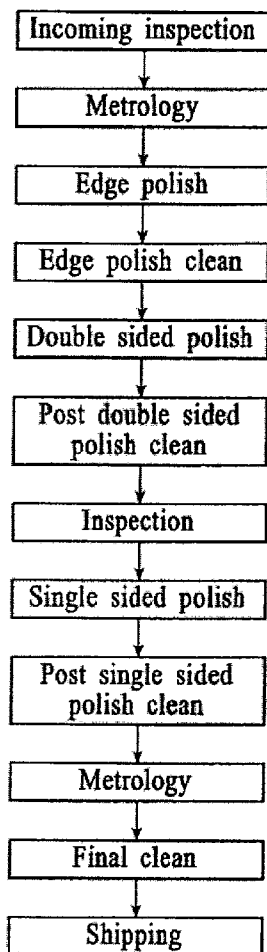 Incoming inspection
Metrology
Edge polish
Edge polish clean
Double sided polish
Post double sided
polish clean
Inspection
Single sided polish
Post single sided
polish clean
Metrology
Final clean
Shipping